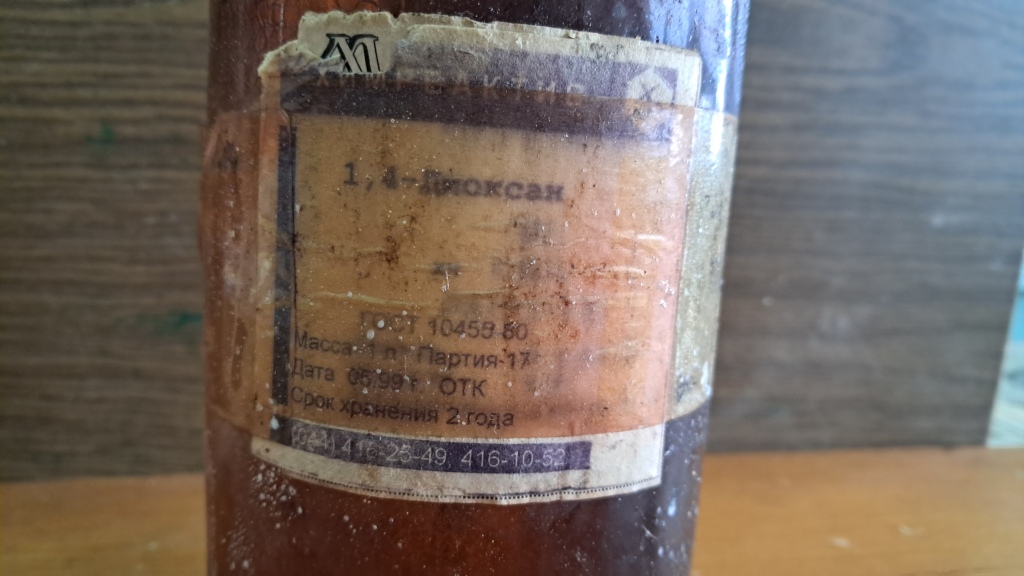 ХИМРЕАКТИВ
1,4-Диоксан
ГОСТ 10455-80
Масса-1 л Партия-17
Дата 05.99 г. ОТК
Срок хранения 2 года
416-25-49, 416-10-52